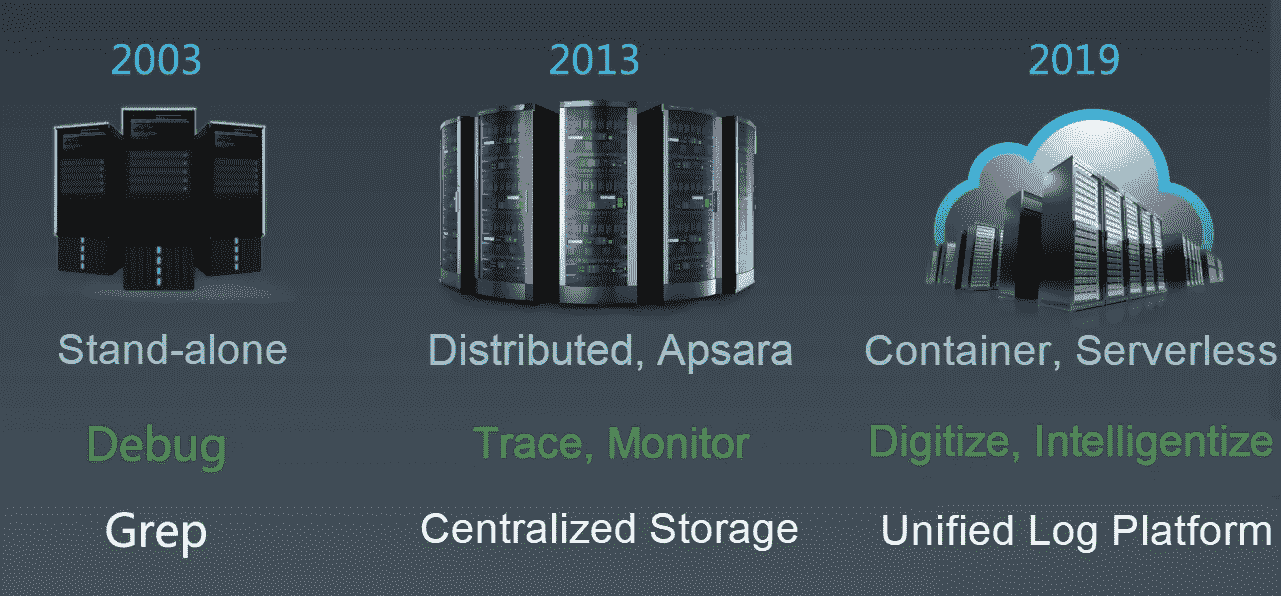 2003
2013
2019
Stand-alone
Distributed, Apsara
Container, Serverless
Debug
Trace, Monitor
Digitize, Intelligentize
Grep
Centralized Storage
Unified Log Platform